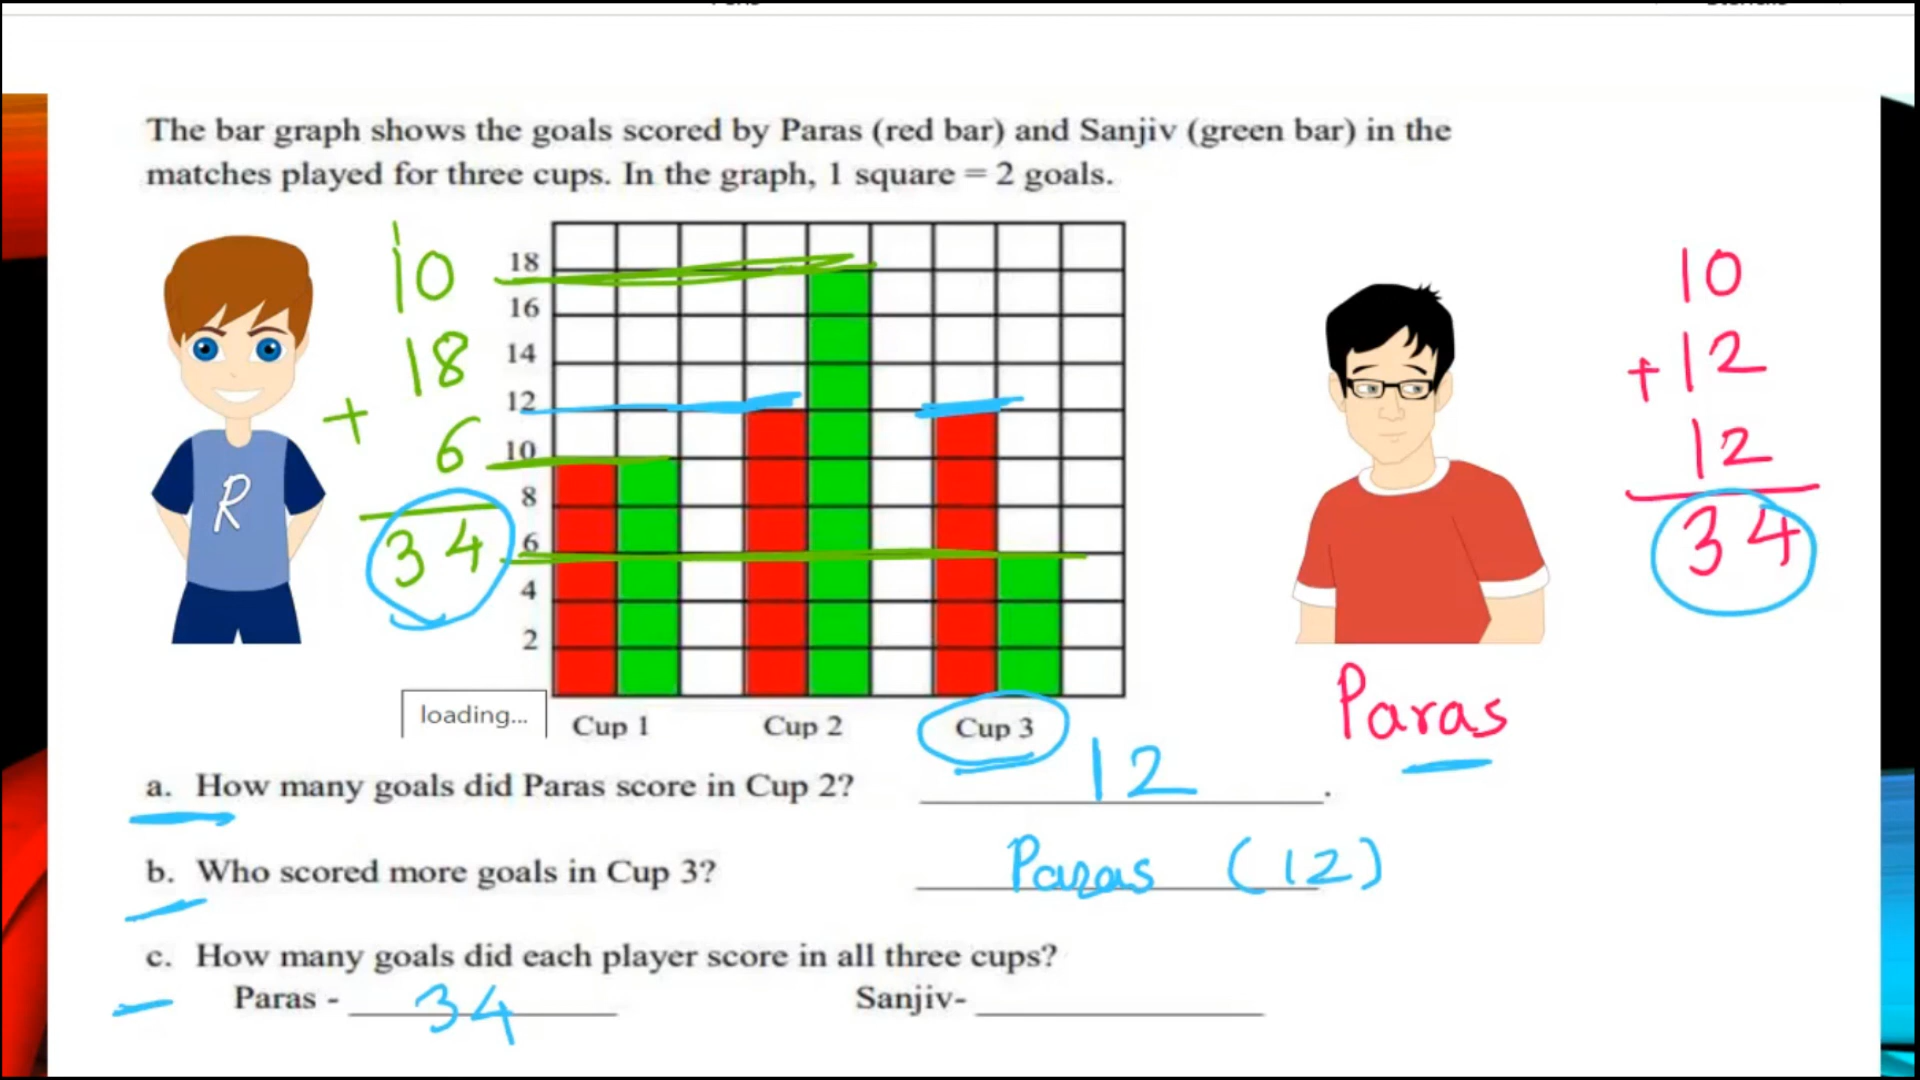 The bar graph shows the goals scored by Paras (red bar) and Sanjiv (green bar) in the
matches played for three cups. In the graph, 1 square = 2 goals.
1
10
18
+ 6
34
18
16
14
12
10
8
6
4
2
R
10
+ 12
12
34
loading...
Cup 1 Cup 2 Cup 3
Paras
a. How many goals did Paras score in Cup 2? 12 .
b. Who scored more goals in Cup 3? Paras (12)
c. How many goals did each player score in all three cups?
Paras - 34 Sanjiv-